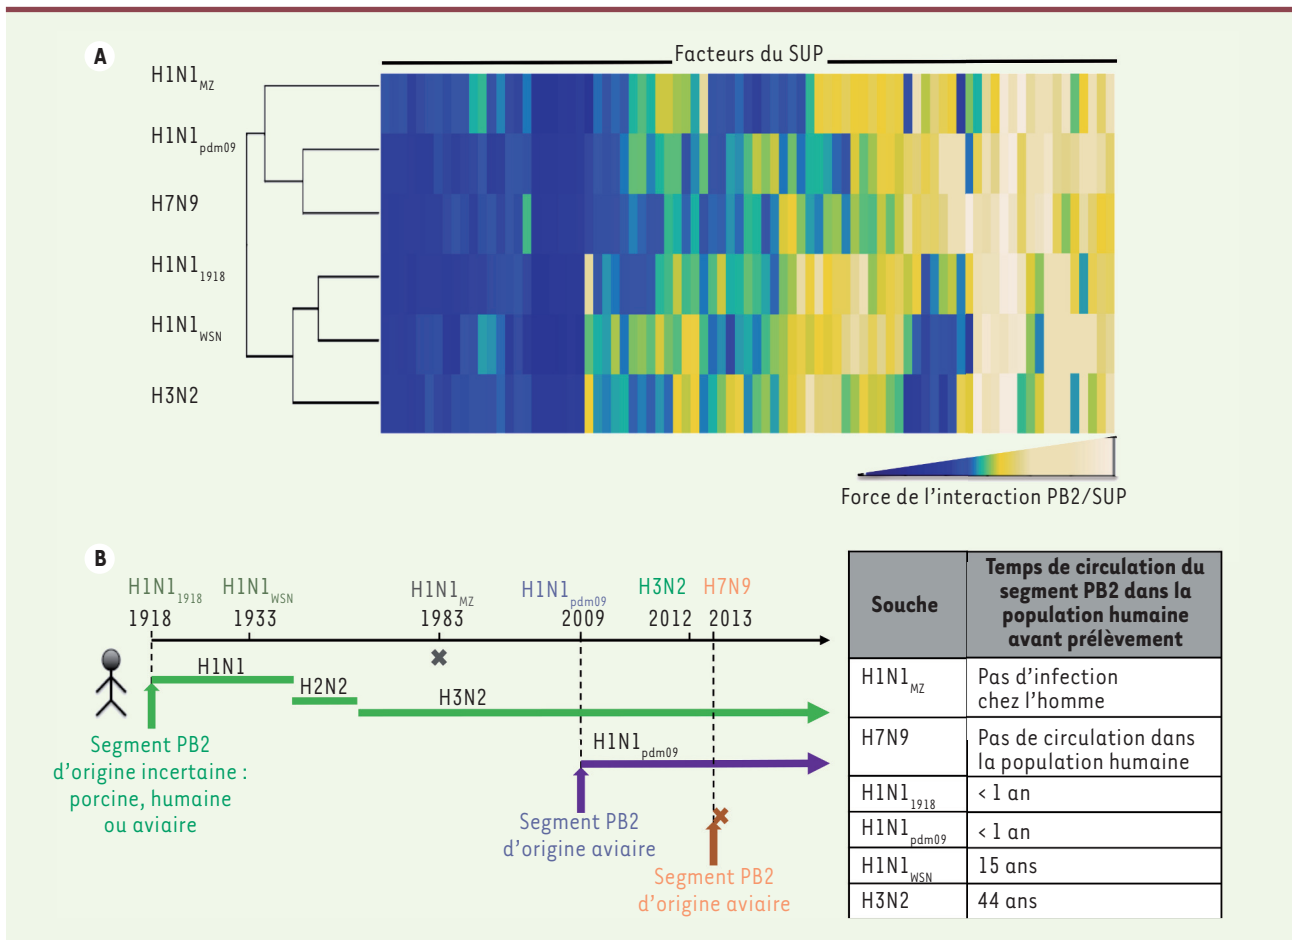 A
Facteurs du SUP
H1N1MZ
H1N1pdm09
H7N9
H1N11918
H1N1WSN
H3N2
Force de l'interaction PB2/SUP
B
H1N11918 H1N1WSN H1N1MZ H1N1pdm09 H3N2 H7N9
1918 1933 1983 2009 2012 2013
H1N1
H2N2
H3N2
H1N1pdm09
Segment PB2
d'origine incertaine :
porcine, humaine
ou aviaire
Segment PB2
d'origine aviaire
Segment PB2
d'origine aviaire
Souche
Temps de circulation du
segment PB2 dans la
population humaine
avant prélèvement
H1N1MZ
Pas d'infection
chez l'homme
H7N9
Pas de circulation dans
la population humaine
H1N11918
< 1 an
H1N1pdm09
< 1 an
H1N1WSN
15 ans
H3N2
44 ans